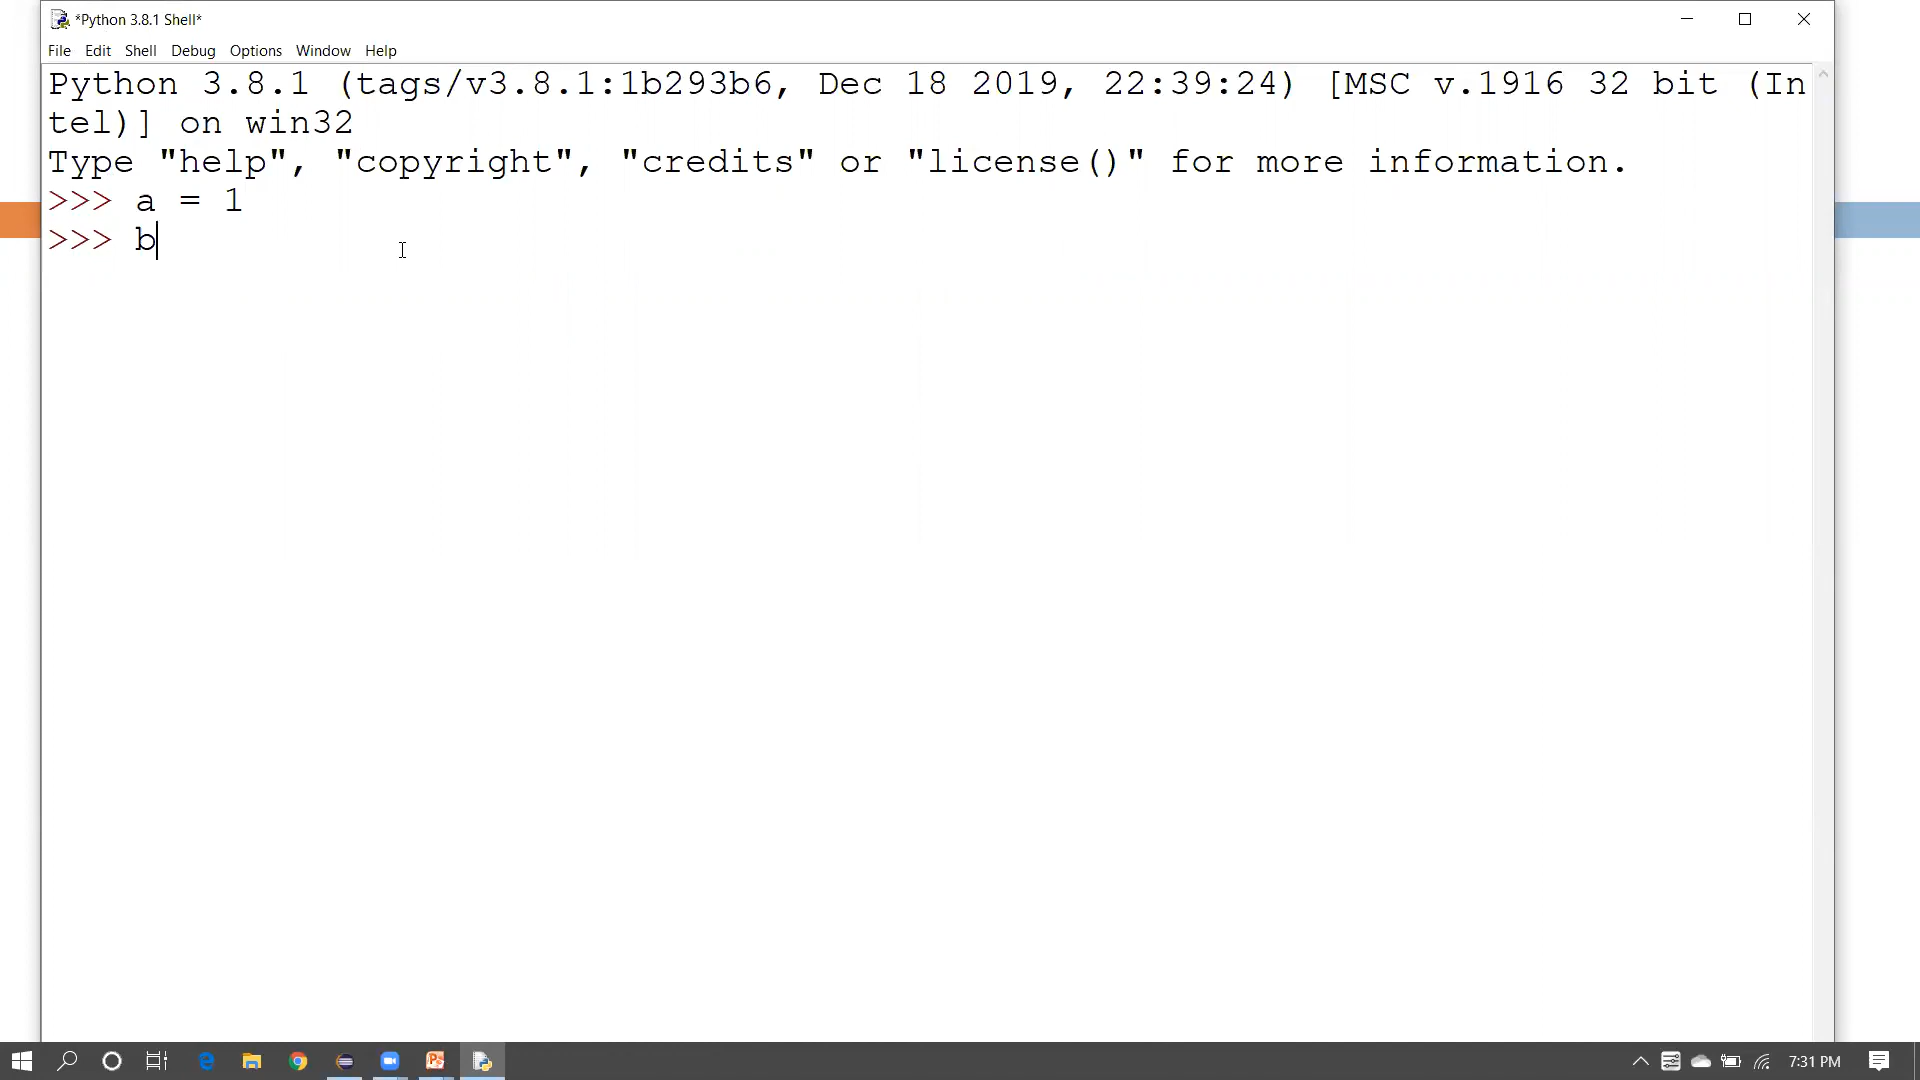 *Python 3.8.1 Shell*
File Edit Shell Debug Options Window Help
Python 3.8.1 (tags/v3.8.1:1b293b6, Dec 18 2019, 22:39:24) [MSC v.1916 32 bit (In
tel)] on win32
Type "help", "copyright", "credits" or "license()" for more information.
>>> a = 1
>>> b
7:31 PM